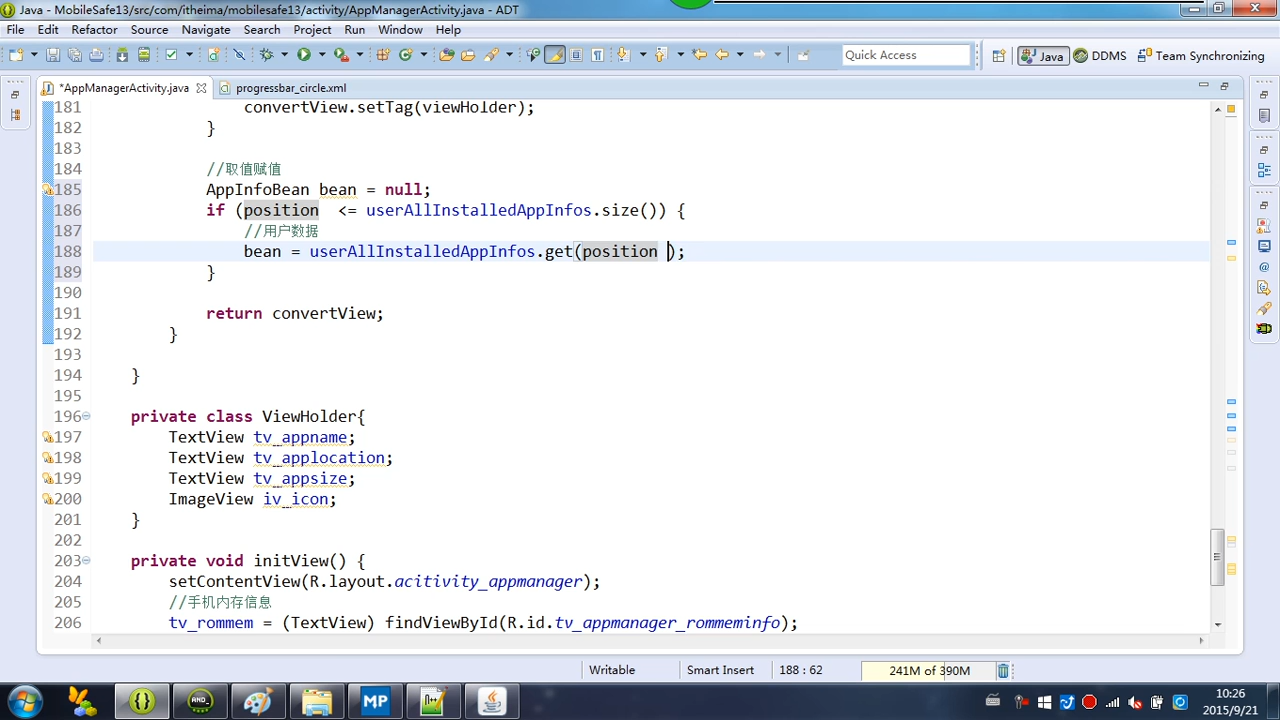 Java - MobileSafe13/src/com/itheima/mobilesafe13/activity/AppManagerActivity.java - ADT
File Edit Refactor Source Navigate Search Project Run Window Help
Quick Access Java DDMS Team Synchronizing
*AppManagerActivity.java progressbar_circle.xml
181 convertView.setTag(viewHolder);
182 }
183
184 //取值赋值
185 AppInfoBean bean = null;
186 if (position  <= userAllInstalledAppInfos.size()) {
187 //用户数据
188 bean = userAllInstalledAppInfos.get(position );
189 }
190
191 return convertView;
192 }
193
194 }
195
196 private class ViewHolder{
197 TextView tv_appname;
198 TextView tv_applocation;
199 TextView tv_appsize;
200 ImageView iv_icon;
201 }
202
203 private void initView() {
204 setContentView(R.layout.acitivity_appmanager);
205 //手机内存信息
206 tv_rommem = (TextView) findViewById(R.id.tv_appmanager_rommeminfo);
Writable Smart Insert 188 : 62 241M of 390M
10:26
2015/9/21